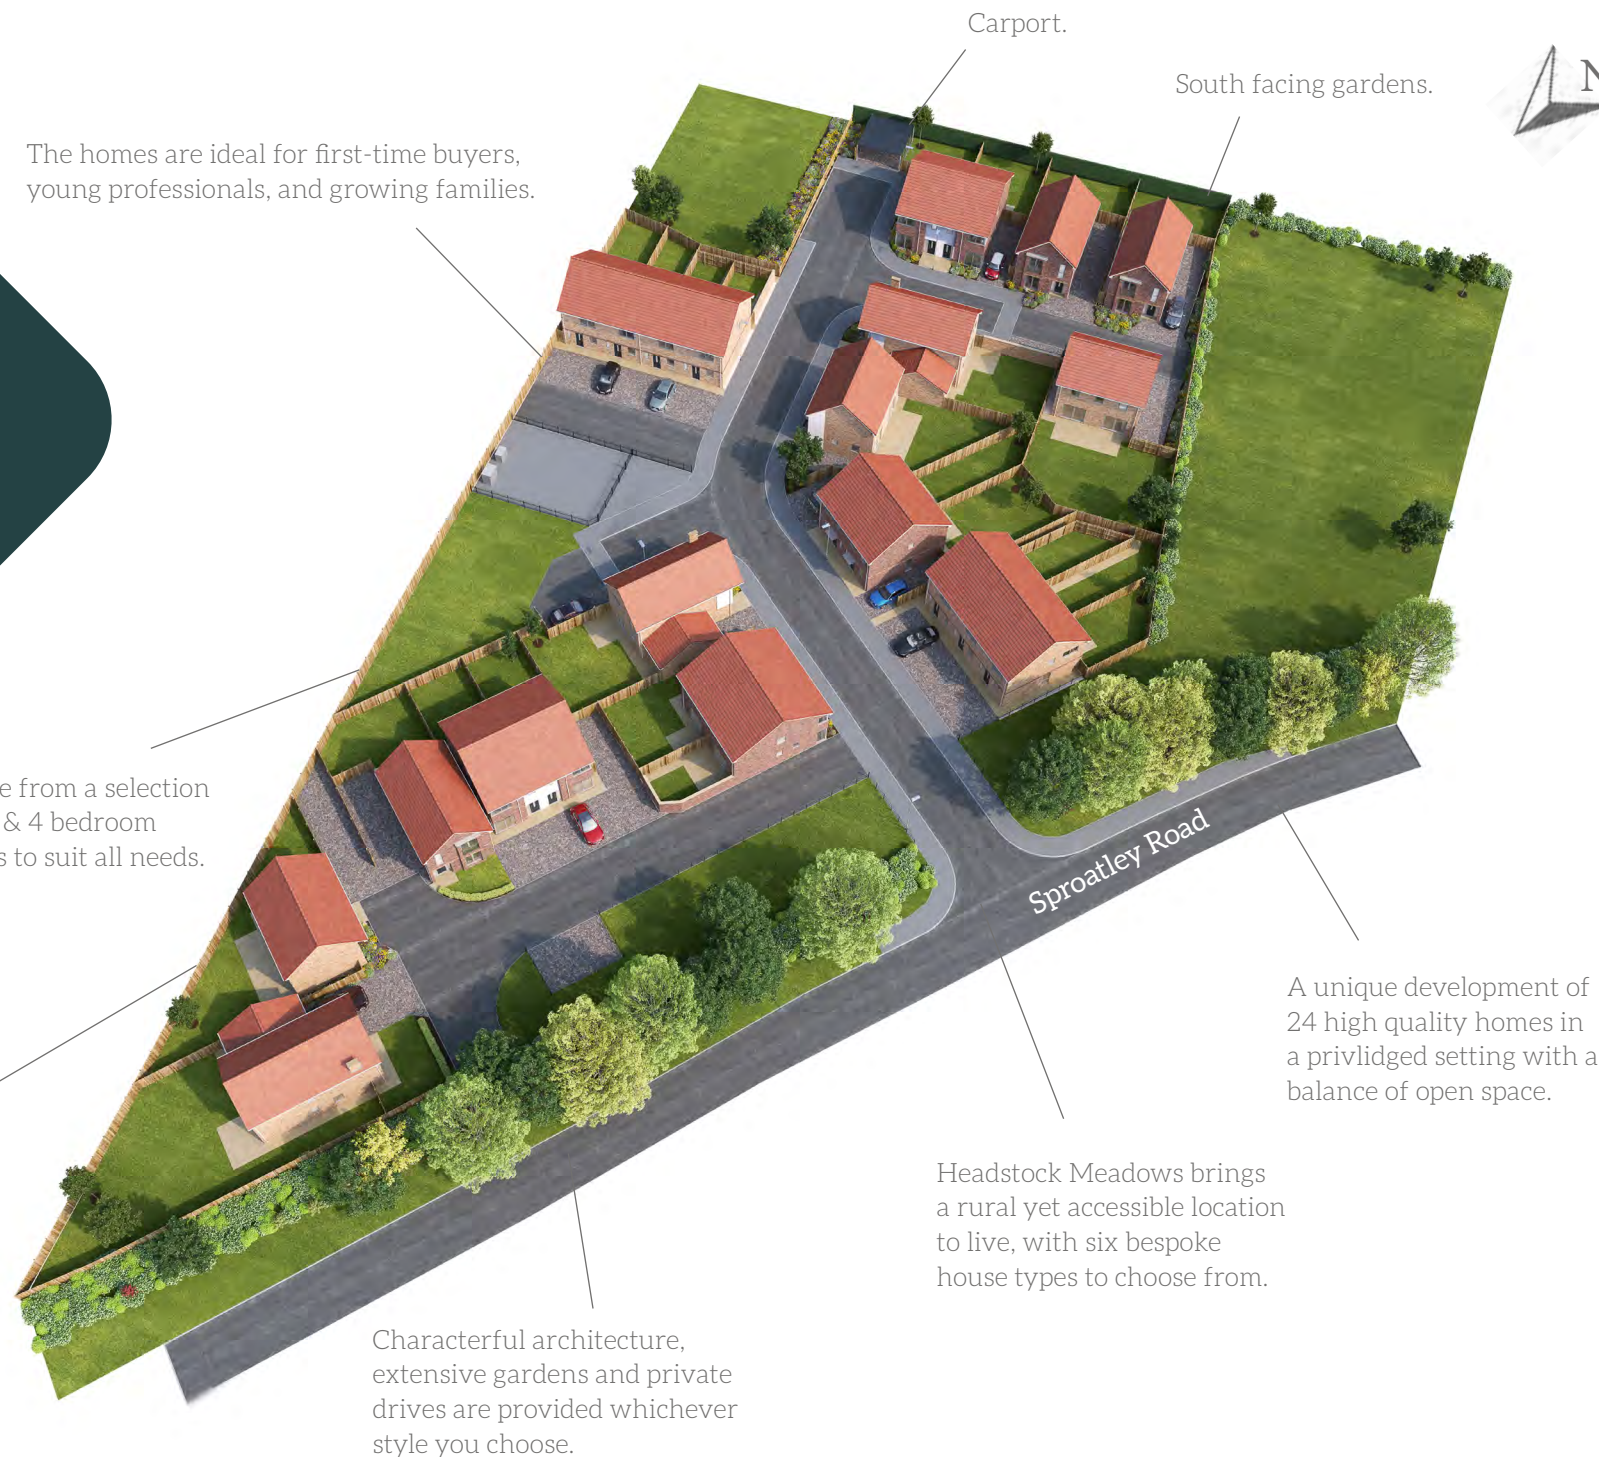 Carport.
South facing gardens.
N
The homes are ideal for first-time buyers,
young professionals, and growing families.
e from a selection
& 4 bedroom
s to suit all needs.
Sproatley Road
A unique development of
24 high quality homes in
a privlidged setting with a
balance of open space.
Headstock Meadows brings
a rural yet accessible location
to live, with six bespoke
house types to choose from.
Characterful architecture,
extensive gardens and private
drives are provided whichever
style you choose.